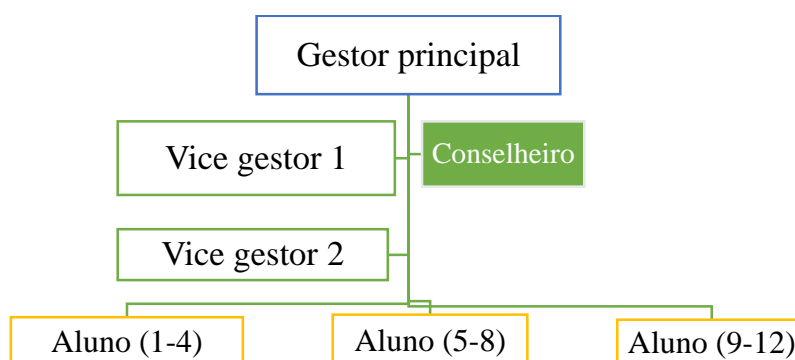 Gestor principal
Vice gestor 1
Conselheiro
Vice gestor 2
Aluno (1-4)
Aluno (5-8)
Aluno (9-12)